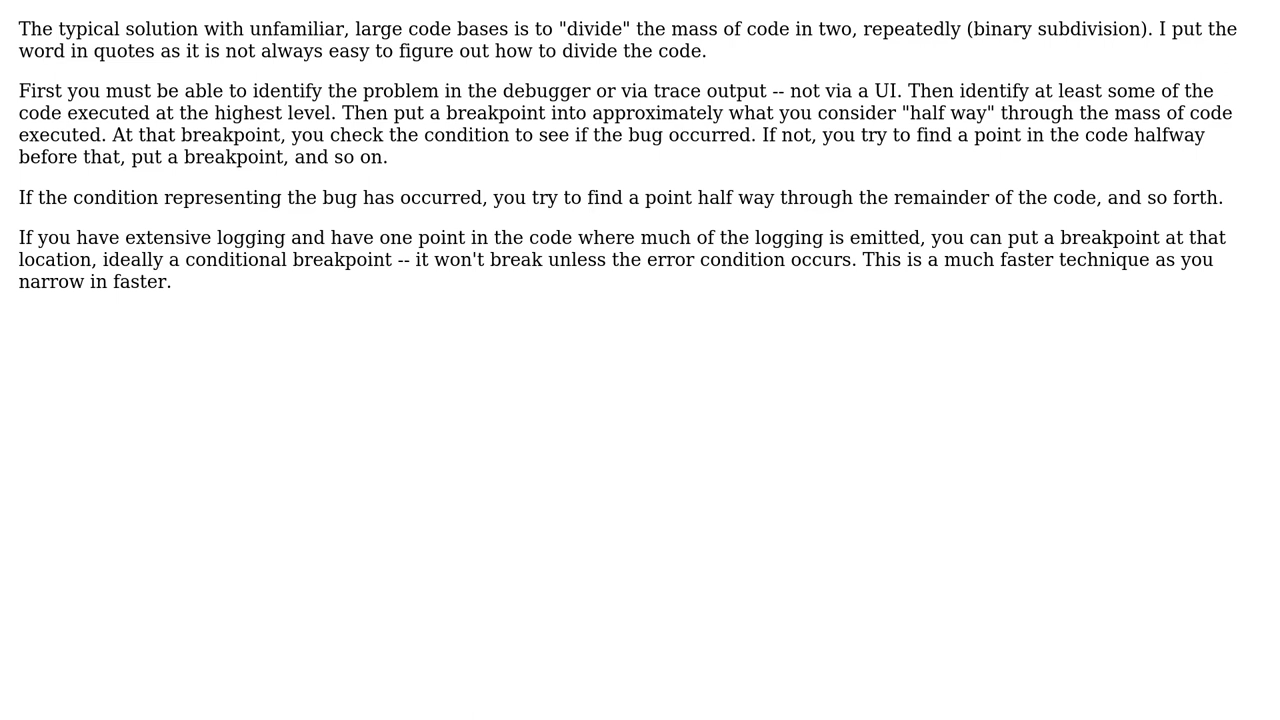 The typical solution with unfamiliar, large code bases is to "divide" the mass of code in two, repeatedly (binary subdivision). I put the
word in quotes as it is not always easy to figure out how to divide the code.
First you must be able to identify the problem in the debugger or via trace output -- not via a UI. Then identify at least some of the
code executed at the highest level. Then put a breakpoint into approximately what you consider "half way" through the mass of code
executed. At that breakpoint, you check the condition to see if the bug occurred. If not, you try to find a point in the code halfway
before that, put a breakpoint, and so on.
If the condition representing the bug has occurred, you try to find a point half way through the remainder of the code, and so forth.
If you have extensive logging and have one point in the code where much of the logging is emitted, you can put a breakpoint at that
location, ideally a conditional breakpoint -- it won't break unless the error condition occurs. This is a much faster technique as you
narrow in faster.